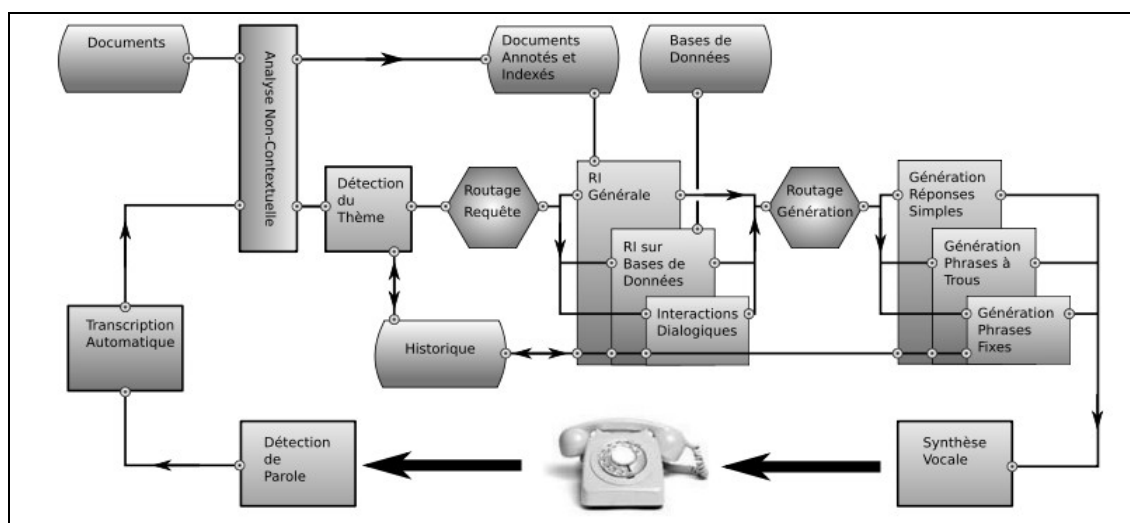 Documents
Analyse Non-Contextuelle
Documents
Annotés et
Indexés
Bases de
Données
Détection
du
Thème
Routage
Requête
RI
Générale
RI sur
Bases de
Données
Interactions
Dialogiques
Routage
Génération
Génération
Réponses
Simples
Génération
Phrases à
Trous
Génération
Phrases
Fixes
Transcription
Automatique
Historique
Détection
de
Parole
Synthèse
Vocale